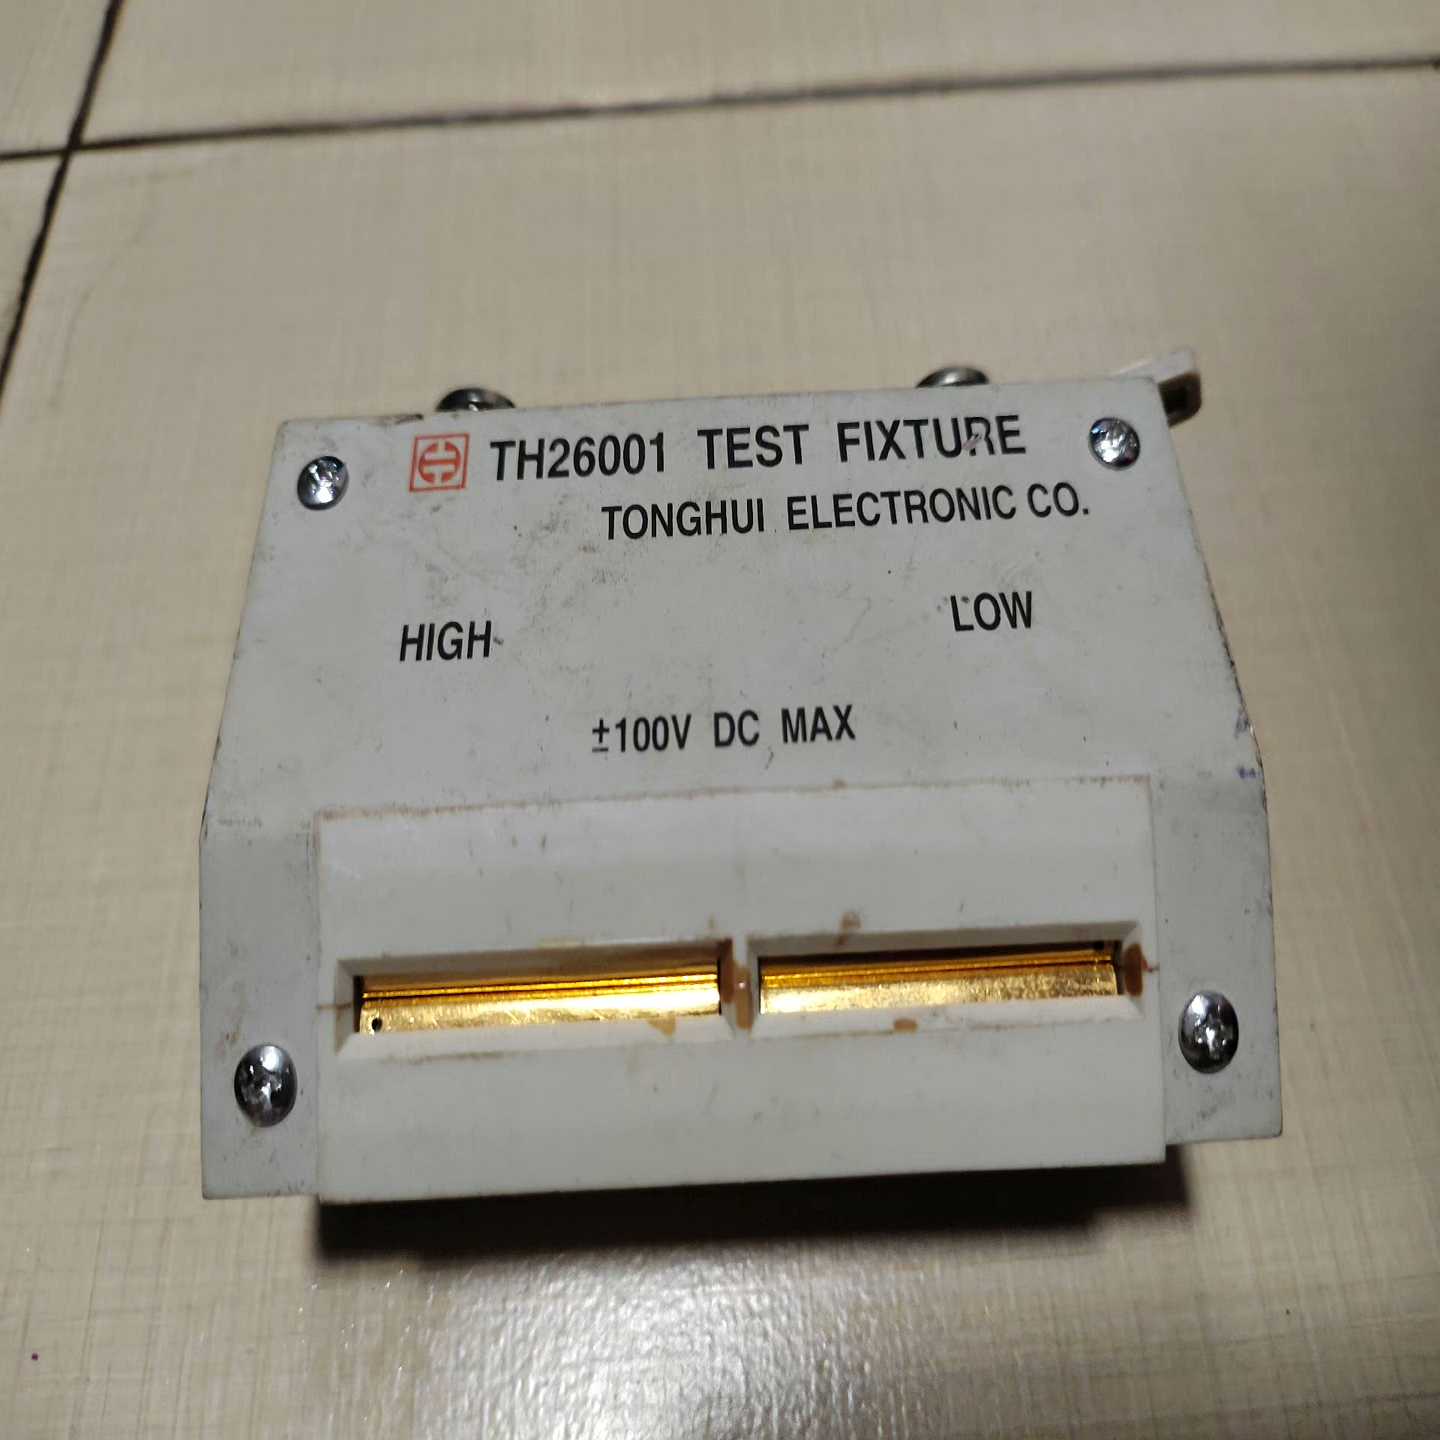 TH26001 TEST FIXTURE
TONGHUI ELECTRONIC CO.
HIGH LOW
±100V DC MAX